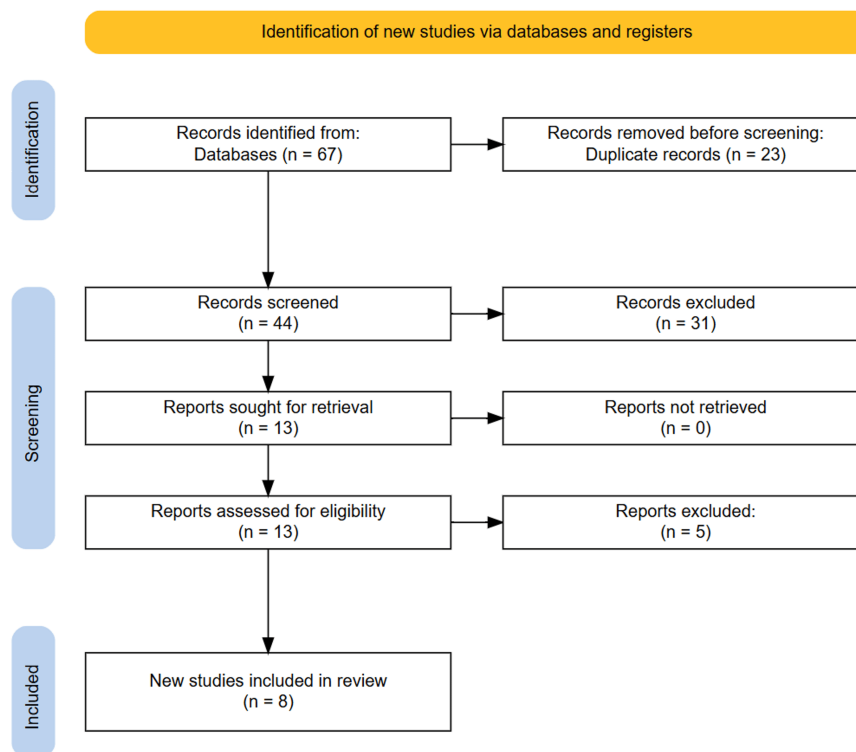 Identification of new studies via databases and registers
Identification
Records identified from:
Databases (n = 67)
Records removed before screening:
Duplicate records (n = 23)
Screening
Records screened
(n = 44)
Records excluded
(n = 31)
Reports sought for retrieval
(n = 13)
Reports not retrieved
(n = 0)
Reports assessed for eligibility
(n = 13)
Reports excluded:
(n = 5)
Included
New studies included in review
(n = 8)